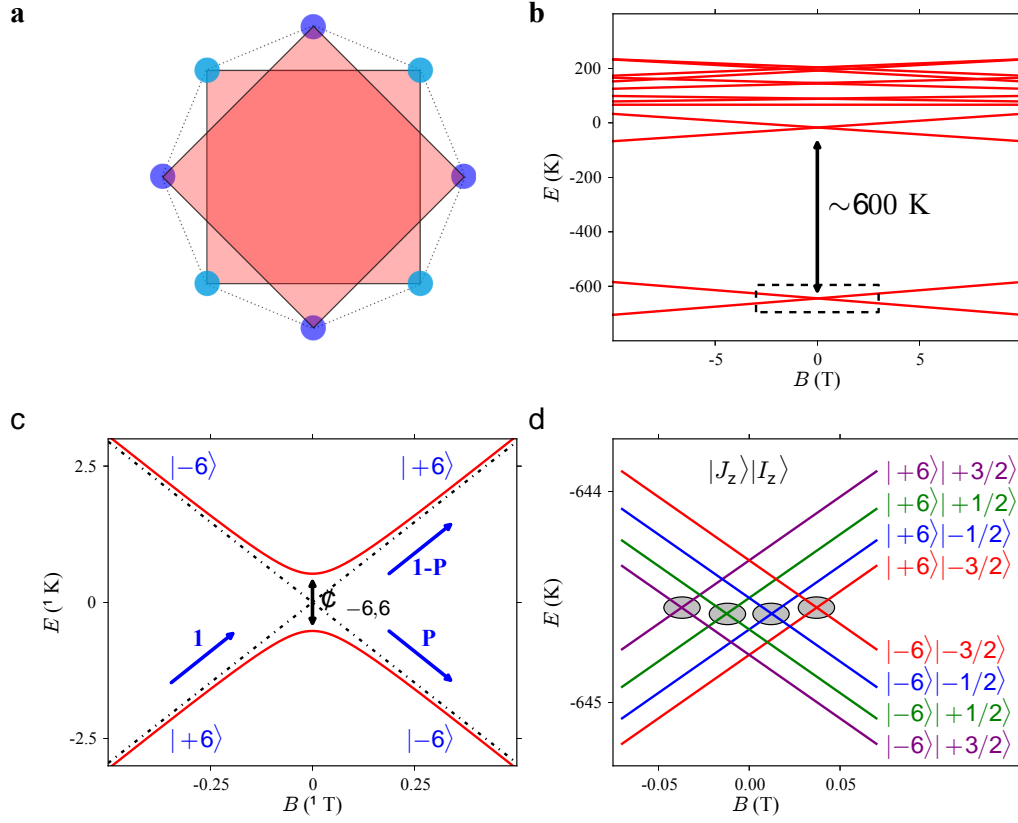 a
b
200
0
-200
-400
-600
E (K)
~600 K
-5
0
5
B (T)
c
2.5
0
-2.5
E (¹ K)
|−6⟩
|+6⟩
1-P
₵ −6,6
1
P
|+6⟩
|−6⟩
-0.25
0
0.25
B (¹ T)
d
-644
-645
E (K)
|Jz⟩|Iz⟩
|+6⟩|+3/2⟩
|+6⟩|+1/2⟩
|+6⟩|−1/2⟩
|+6⟩|−3/2⟩
|−6⟩|−3/2⟩
|−6⟩|−1/2⟩
|−6⟩|+1/2⟩
|−6⟩|+3/2⟩
-0.05
0.00
0.05
B (T)